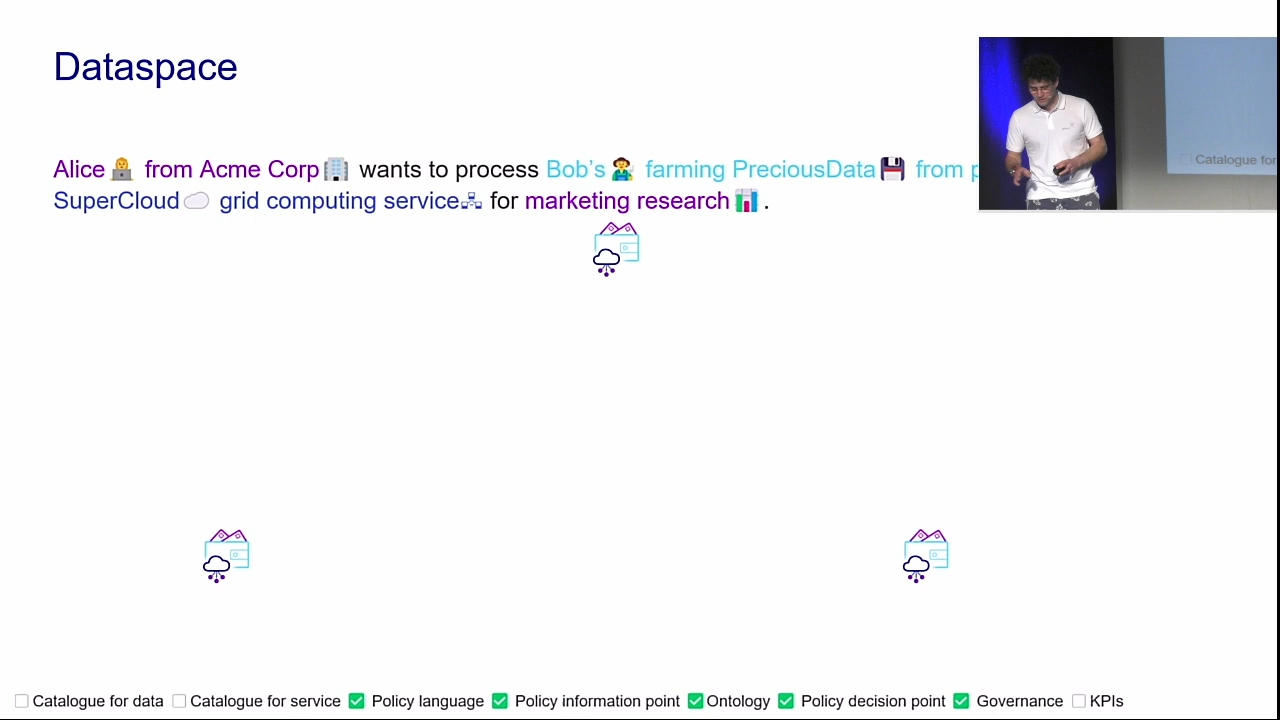 Dataspace
Alice from Acme Corp wants to process Bob's farming PreciousData from
SuperCloud grid computing service for marketing research .
Catalogue for
Catalogue for data Catalogue for service Policy language Policy information point Ontology Policy decision point Governance KPIs